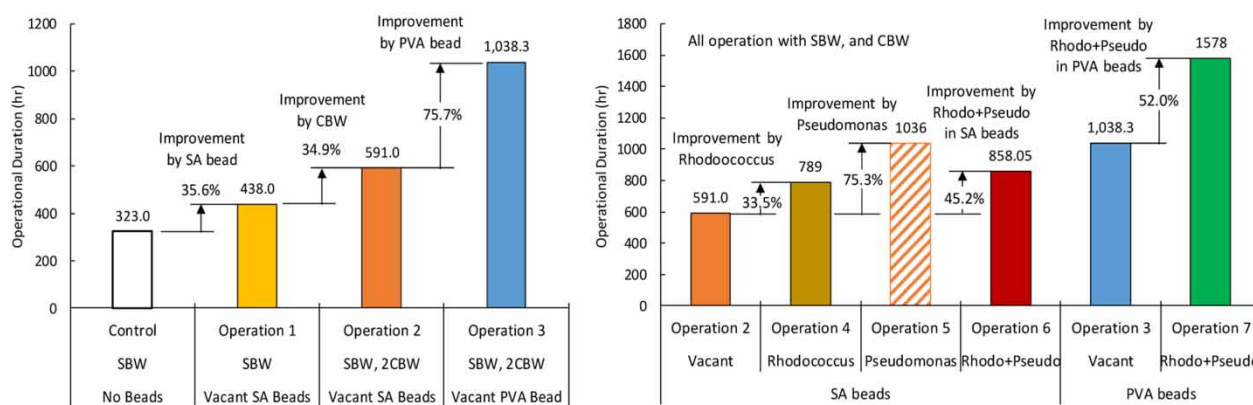 1200
1000
800
600
400
200
0
Operational Duration (hr)
Improvement
by PVA bead
1,038.3
75.7%
Improvement
by CBW
34.9%
591.0
Improvement
by SA bead
35.6%
438.0
323.0
Control
Operation 1
Operation 2
Operation 3
SBW
SBW
SBW, 2CBW
SBW, 2CBW
No Beads
Vacant SA Beads
Vacant SA Beads
Vacant PVA Bead
1800
1600
1400
1200
1000
800
600
400
200
0
Operational Duration (hr)
All operation with SBW, and CBW
Improvement by
Rhodoococcus
591.0
33.5%
789
Improvement by
Pseudomonas
1036
75.3%
Improvement by
Rhodo+Pseudo
in SA beads
858.05
45.2%
Improvement by
Rhodo+Pseudo
in PVA beads
1,038.3
52.0%
1578
Operation 2
Operation 4
Operation 5
Operation 6
Operation 3
Operation 7
Vacant
Rhodococcus
Pseudomonas
Rhodo+Pseudo
Vacant
Rhodo+Pseudo
SA beads
PVA beads